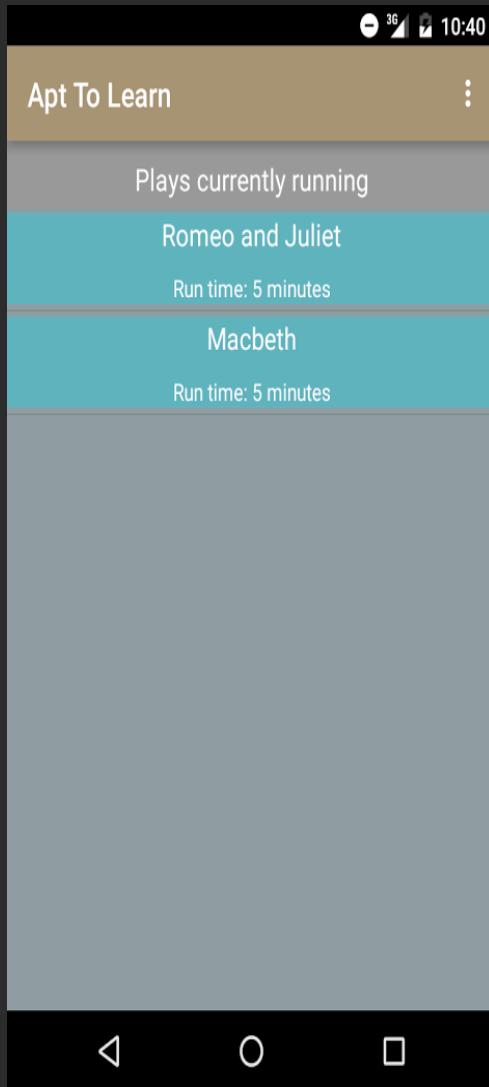 3G 10:40
Apt To Learn
Plays currently running
Romeo and Juliet
Run time: 5 minutes
Macbeth
Run time: 5 minutes